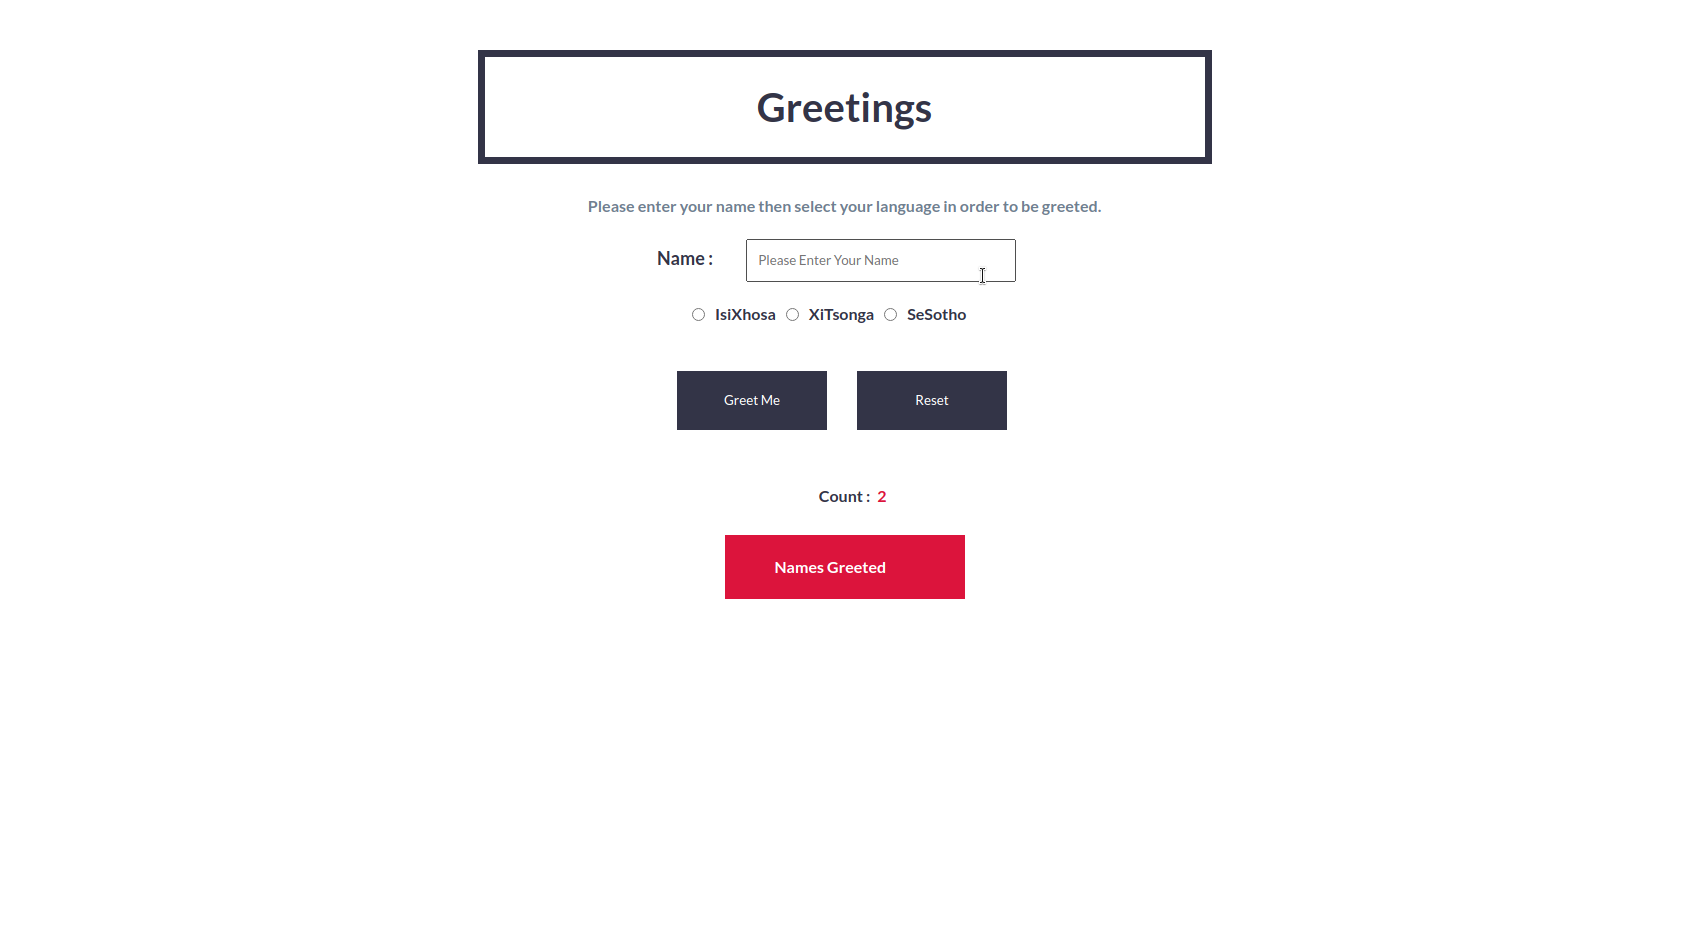 Greetings
Please enter your name then select your language in order to be greeted.
Name : Please Enter Your Name
IsiXhosa XiTsonga SeSotho
Greet Me Reset
Count : 2
Names Greeted